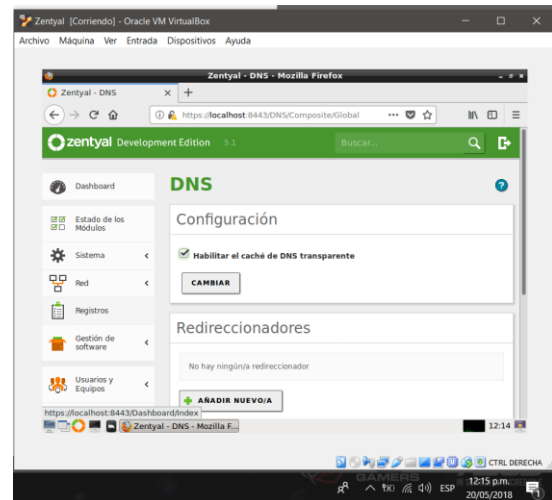 Zentyal [Corriendo] - Oracle VM VirtualBox
Archivo Máquina Ver Entrada Dispositivos Ayuda
Zentyal - DNS - Mozilla Firefox
Zentyal - DNS
https://localhost:8443/DNS/Composite/Global
zentyal Development Edition 5.1
Buscar...
Dashboard
Estado de los
Módulos
Sistema
Red
Registros
Gestión de
software
Usuarios y
Equipos
DNS
Configuración
Habilitar el caché de DNS transparente
CAMBIAR
Redireccionadores
No hay ningún/a redireccionador
AÑADIR NUEVO/A
https://localhost:8443/Dashboard/Index
Zentyal - DNS - Mozilla F...
12:14
CTRL DERECHA
GAMERS
ESP
12:15 p.m.
20/05/2018